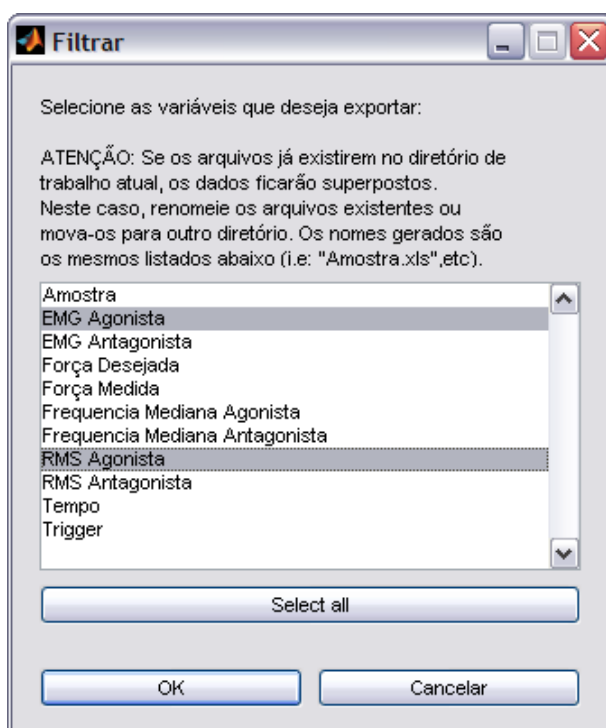 Filtrar
Selecione as variáveis que deseja exportar:
ATENÇÃO: Se os arquivos já existirem no diretório de
trabalho atual, os dados ficarão superpostos.
Neste caso, renomeie os arquivos existentes ou
mova-os para outro diretório. Os nomes gerados são
os mesmos listados abaixo (i.e: "Amostra.xls",etc).
Amostra
EMG Agonista
EMG Antagonista
Força Desejada
Força Medida
Frequencia Mediana Agonista
Frequencia Mediana Antagonista
RMS Agonista
RMS Antagonista
Tempo
Trigger
Select all
OK Cancelar